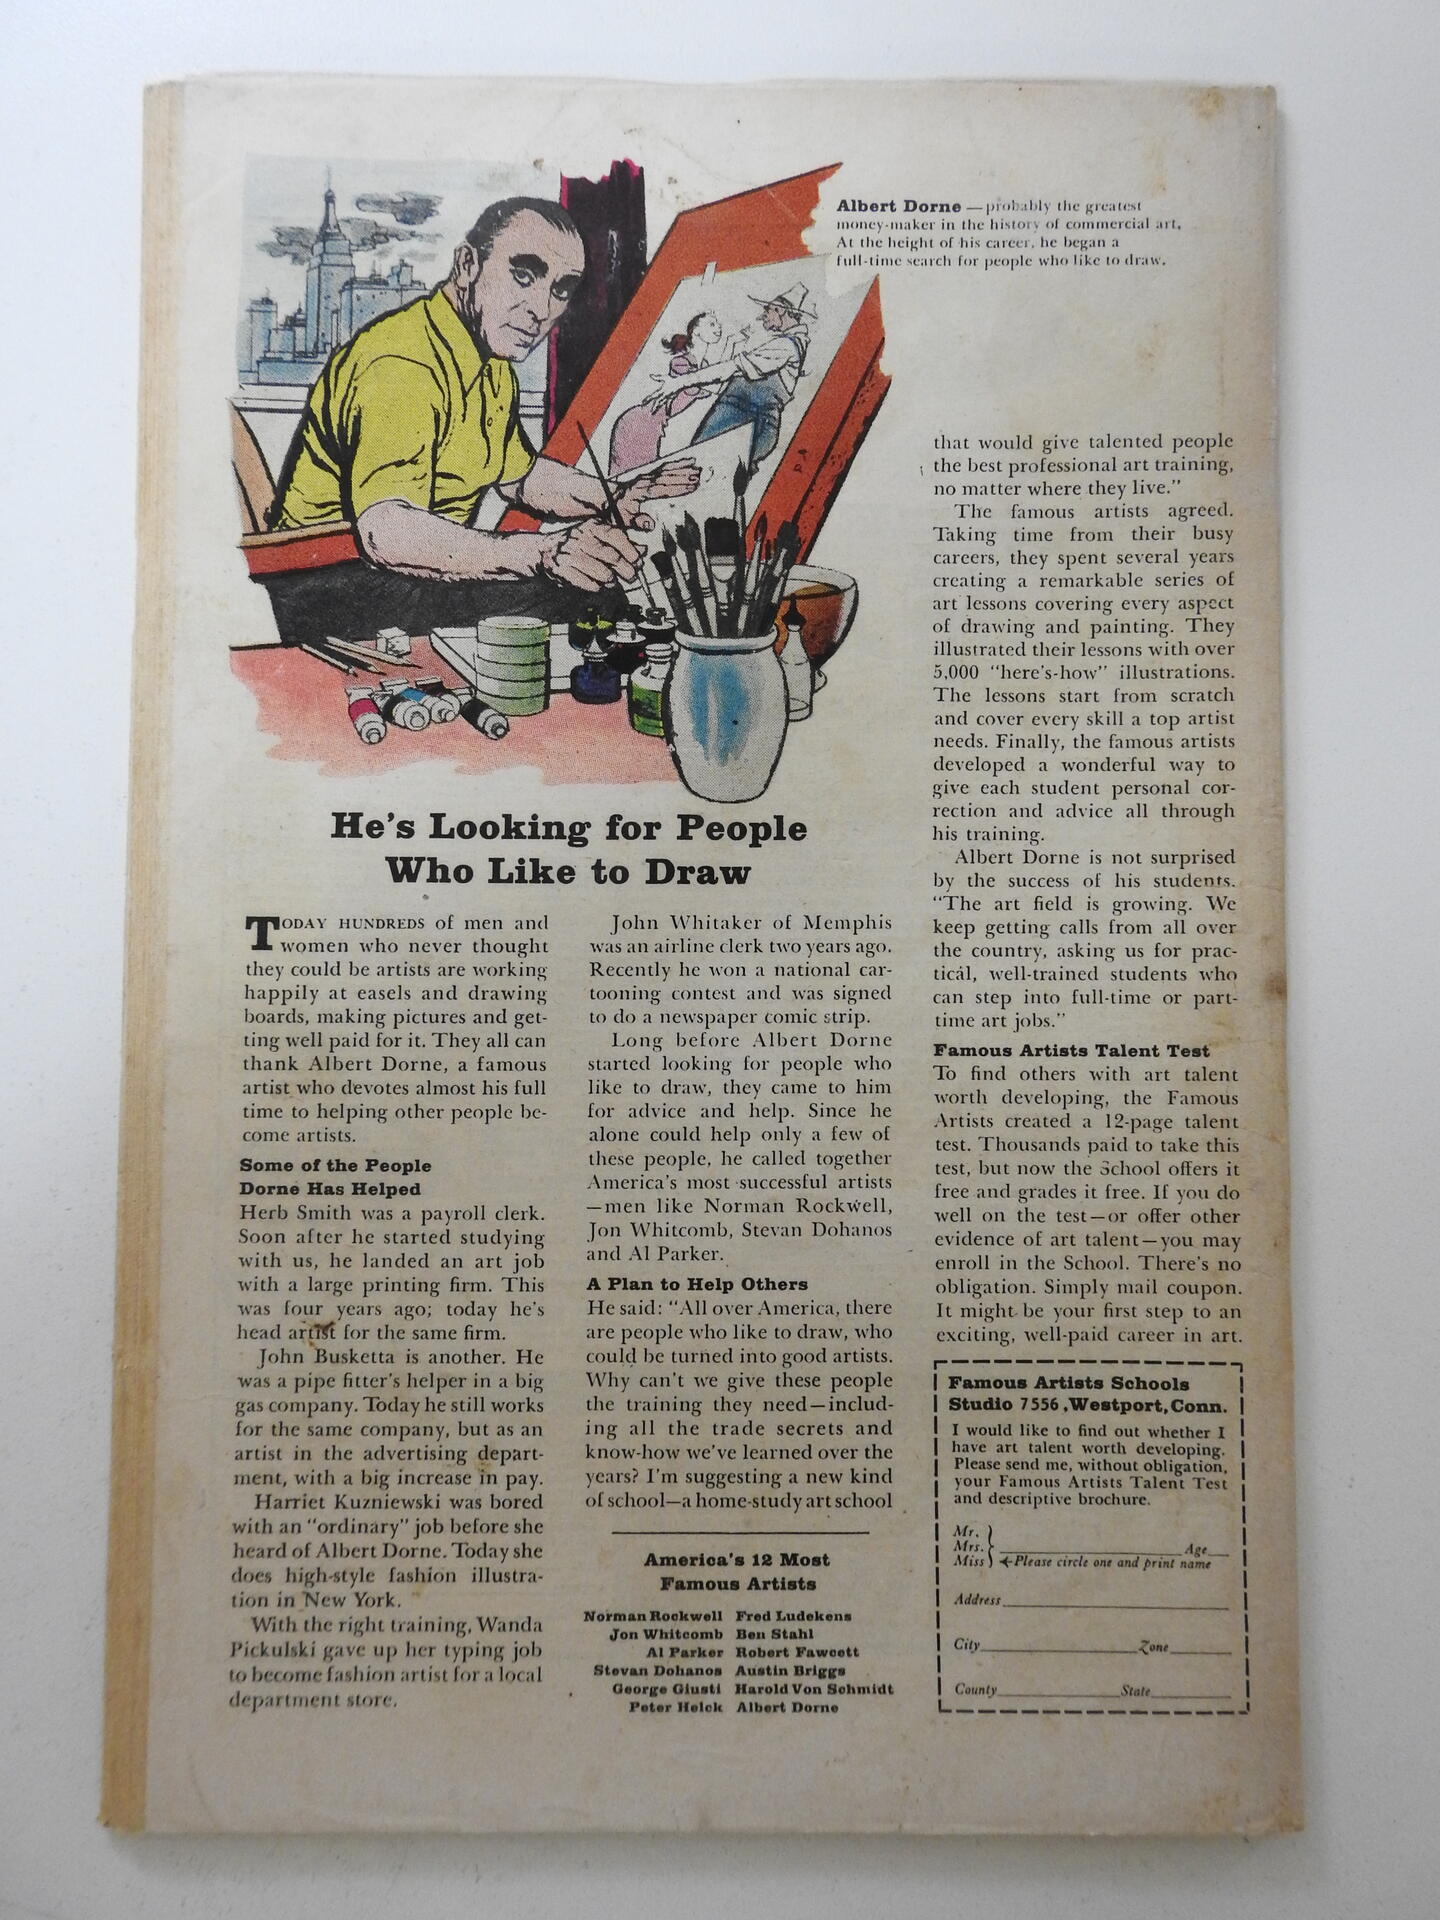 Albert Dorne — probably the greatest
money-maker in the history of commercial art.
At the height of his career, he began a
full-time search for people who like to draw.
He's Looking for People
Who Like to Draw
TODAY HUNDREDS of men and
women who never thought
they could be artists are working
happily at easels and drawing
boards, making pictures and get-
ting well paid for it. They all can
thank Albert Dorne, a famous
artist who devotes almost his full
time to helping other people be-
come artists.
Some of the People
Dorne Has Helped
Herb Smith was a payroll clerk.
Soon after he started studying
with us, he landed an art job
with a large printing firm. This
was four years ago; today he's
head artist for the same firm.
John Busketta is another. He
was a pipe fitter's helper in a big
gas company. Today he still works
for the same company, but as an
artist in the advertising depart-
ment, with a big increase in pay.
Harriet Kuzniewski was bored
with an "ordinary" job before she
heard of Albert Dorne. Today she
does high-style fashion illustra-
tion in New York.
With the right training, Wanda
Pickulski gave up her typing job
to become fashion artist for a local
department store.
John Whitaker of Memphis
was an airline clerk two years ago.
Recently he won a national car-
tooning contest and was signed
to do a newspaper comic strip.
Long before Albert Dorne
started looking for people who
like to draw, they came to him
for advice and help. Since he
alone could help only a few of
these people, he called together
America's most successful artists
—men like Norman Rockwell,
Jon Whitcomb, Stevan Dohanos
and Al Parker.
A Plan to Help Others
He said: "All over America, there
are people who like to draw, who
could be turned into good artists.
Why can't we give these people
the training they need—includ-
ing all the trade secrets and
know-how we've learned over the
years? I'm suggesting a new kind
of school—a home-study art school
that would give talented people
the best professional art training,
no matter where they live."
The famous artists agreed.
Taking time from their busy
careers, they spent several years
creating a remarkable series of
art lessons covering every aspect
of drawing and painting. They
illustrated their lessons with over
5,000 "here's-how" illustrations.
The lessons start from scratch
and cover every skill a top artist
needs. Finally, the famous artists
developed a wonderful way to
give each student personal cor-
rection and advice all through
his training.
Albert Dorne is not surprised
by the success of his students.
"The art field is growing. We
keep getting calls from all over
the country, asking us for prac-
tical, well-trained students who
can step into full-time or part-
time art jobs."
Famous Artists Talent Test
To find others with art talent
worth developing, the Famous
Artists created a 12-page talent
test. Thousands paid to take this
test, but now the School offers it
free and grades it free. If you do
well on the test—or offer other
evidence of art talent—you may
enroll in the School. There's no
obligation. Simply mail coupon.
It might be your first step to an
exciting, well-paid career in art.
America's 12 Most
Famous Artists
Norman Rockwell Fred Ludekens
Jon Whitcomb Ben Stahl
Al Parker Robert Fawcett
Stevan Dohanos Austin Briggs
George Giusti Harold Von Schmidt
Peter Helck Albert Dorne
Famous Artists Schools
Studio 7556, Westport, Conn.
I would like to find out whether I
have art talent worth developing.
Please send me, without obligation,
your Famous Artists Talent Test
and descriptive brochure.
Mr.
Mrs. Age
Miss Please circle one and print name
Address
City Zone
County State